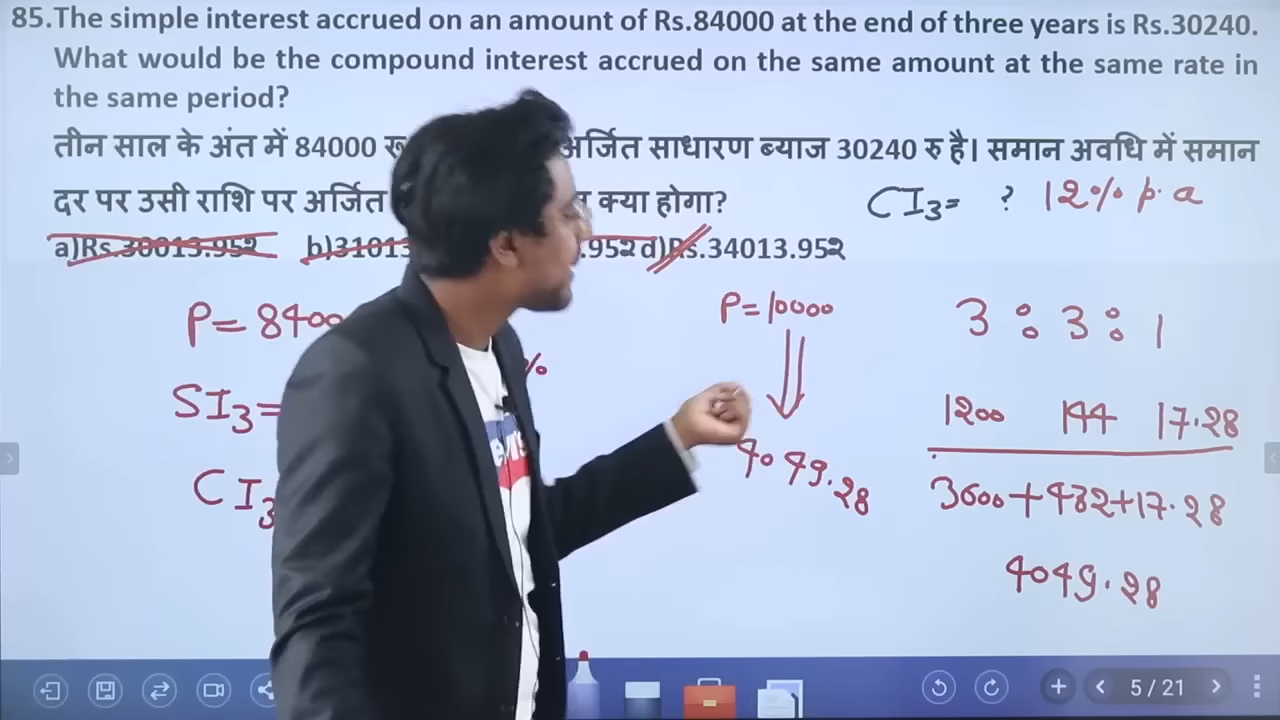 85.The simple interest accrued on an amount of Rs.84000 at the end of three years is Rs.30240.
What would be the compound interest accrued on the same amount at the same rate in
the same period?
तीन साल के अंत में 84000 अर्जित साधारण ब्याज 30240 रु है। समान अवधि में समान
दर पर उसी राशि पर अर्जित क्या होगा?
CI3= ? 12% p.a
a)Rs.30013.952 b)31013 .952 d)Rs.34013.952
P= 8400
%
SI3=
CI3
P=10000
4049.28
3 : 3 : 1
1200 144 17.28
3600+432+17.28
4049.28
5 / 21